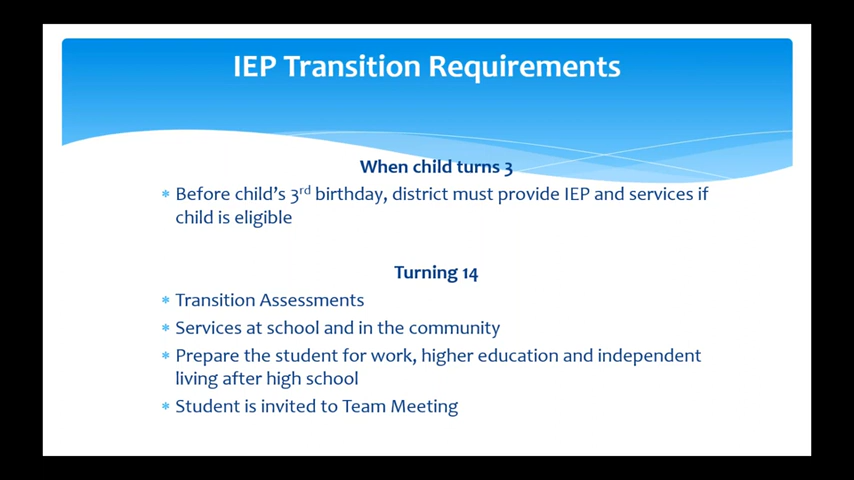 IEP Transition Requirements
When child turns 3
* Before child's 3rd birthday, district must provide IEP and services if
child is eligible
Turning 14
* Transition Assessments
* Services at school and in the community
* Prepare the student for work, higher education and independent
living after high school
* Student is invited to Team Meeting